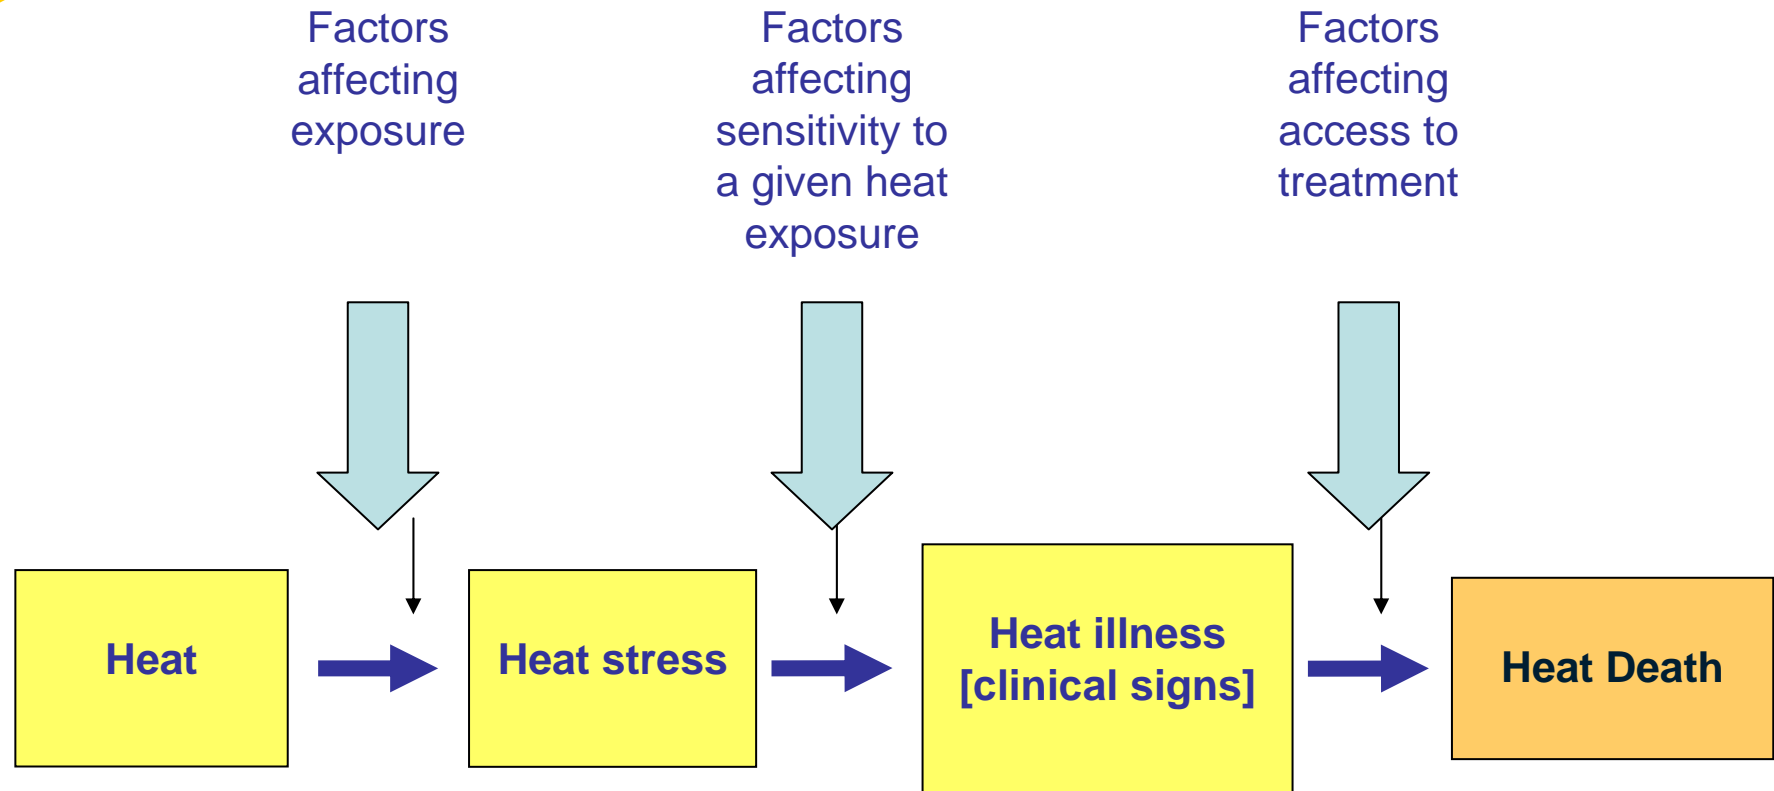 Factors
affecting
exposure
Factors
affecting
sensitivity to
a given heat
exposure
Factors
affecting
access to
treatment
Heat
Heat stress
Heat illness
[clinical signs]
Heat Death